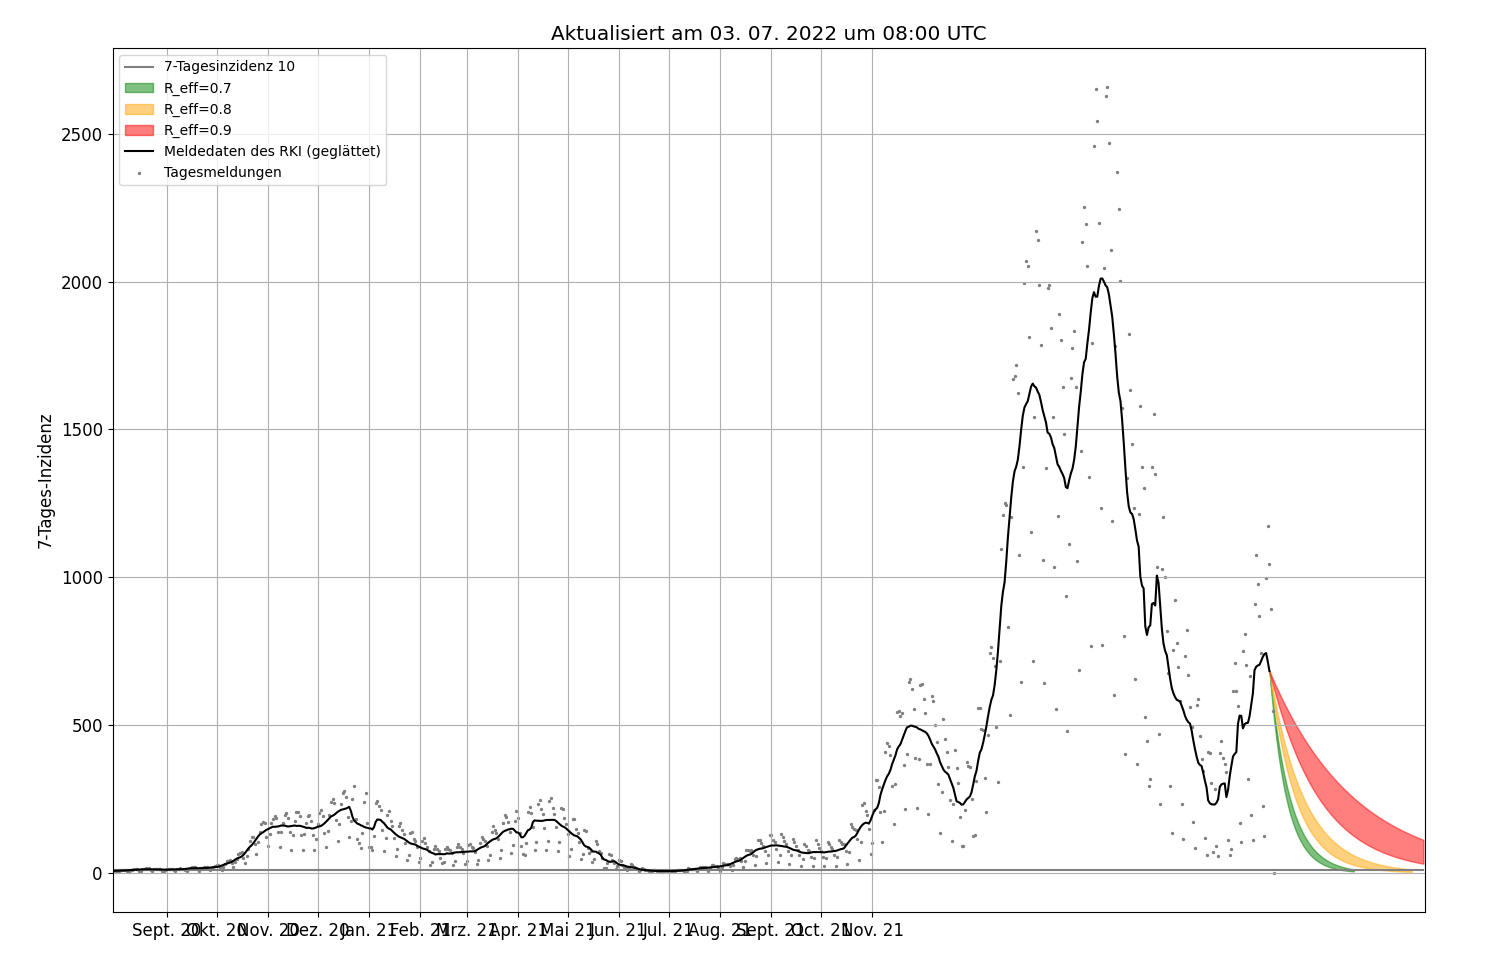 Aktualisiert am 03. 07. 2022 um 08:00 UTC
7-Tagesinzidenz 10
R_eff=0.7
R_eff=0.8
R_eff=0.9
Meldedaten des RKI (geglättet)
Tagesmeldungen
7-Tages-Inzidenz
2500
2000
1500
1000
500
0
Sept. 20 Okt. 20 Nov. 20 Dez. 20 Jan. 21 Feb. 21 Mrz. 21 Apr. 21 Mai 21 Jun. 21 Jul. 21 Aug. 21 Sept. 21 Oct. 21 Nov. 21